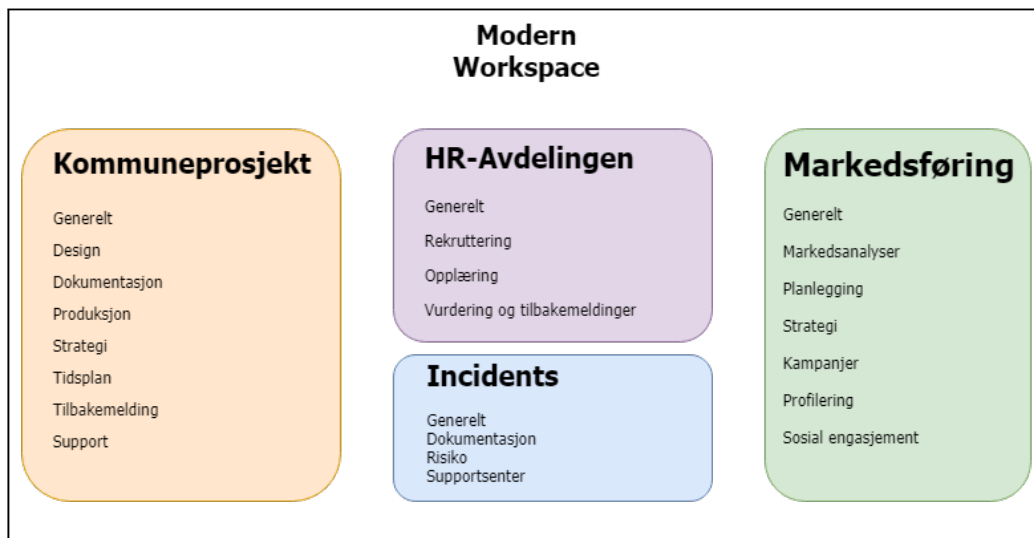 Modern
Workspace
Kommuneprosjekt
Generelt
Design
Dokumentasjon
Produksjon
Strategi
Tidsplan
Tilbakemelding
Support
HR-Avdelingen
Generelt
Rekruttering
Opplæring
Vurdering og tilbakemeldinger
Incidents
Generelt
Dokumentasjon
Risiko
Supportsenter
Markedsføring
Generelt
Markedsanalyser
Planlegging
Strategi
Kampanjer
Profilering
Sosial engasjement